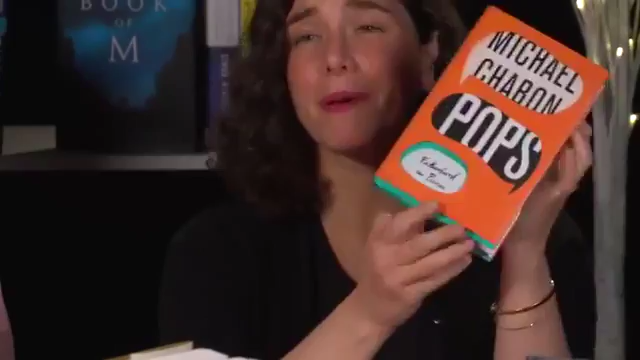 BOOK
OF
M
MICHAEL
CHABON
POPS
Fatherhood
in Pieces